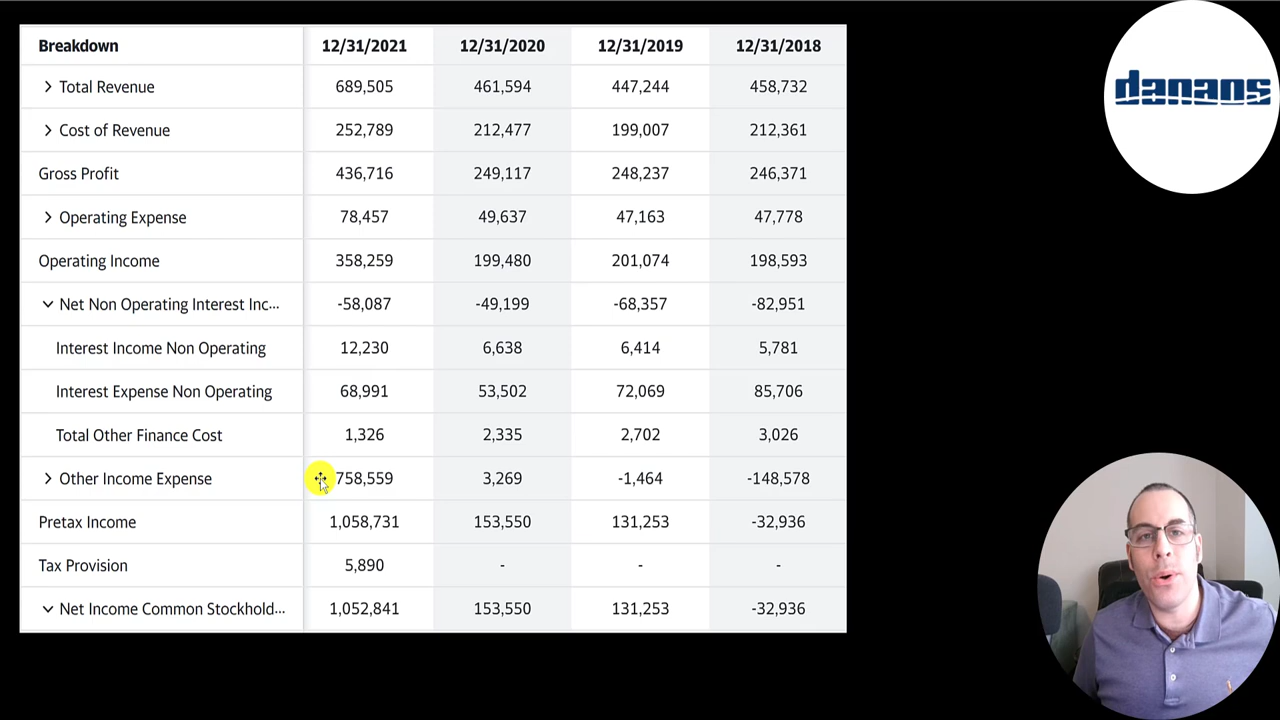 Breakdown 12/31/2021 12/31/2020 12/31/2019 12/31/2018
Total Revenue 689,505 461,594 447,244 458,732
Cost of Revenue 252,789 212,477 199,007 212,361
Gross Profit 436,716 249,117 248,237 246,371
Operating Expense 78,457 49,637 47,163 47,778
Operating Income 358,259 199,480 201,074 198,593
Net Non Operating Interest Inc... -58,087 -49,199 -68,357 -82,951
Interest Income Non Operating 12,230 6,638 6,414 5,781
Interest Expense Non Operating 68,991 53,502 72,069 85,706
Total Other Finance Cost 1,326 2,335 2,702 3,026
Other Income Expense 758,559 3,269 -1,464 -148,578
Pretax Income 1,058,731 153,550 131,253 -32,936
Tax Provision 5,890 - - -
Net Income Common Stockhold... 1,052,841 153,550 131,253 -32,936
danaos